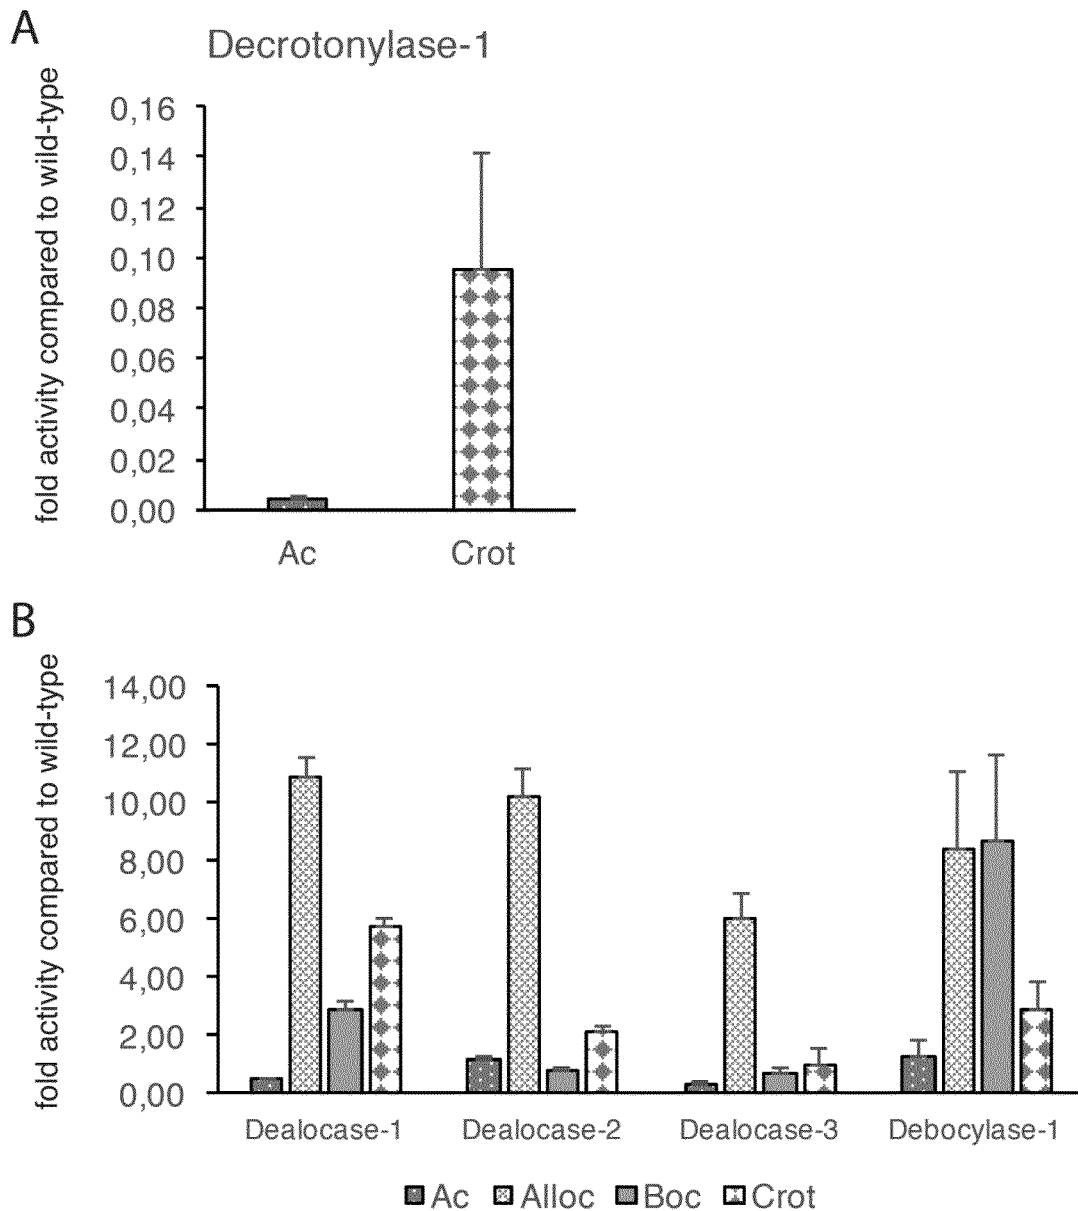 A
Decrotonylase-1
fold activity compared to wild-type
0,16
0,14
0,12
0,10
0,08
0,06
0,04
0,02
0,00
Ac Crot
B
fold activity compared to wild-type
14,00
12,00
10,00
8,00
6,00
4,00
2,00
0,00
Dealocase-1 Dealocase-2 Dealocase-3 Debocylase-1
Ac Alloc Boc Crot